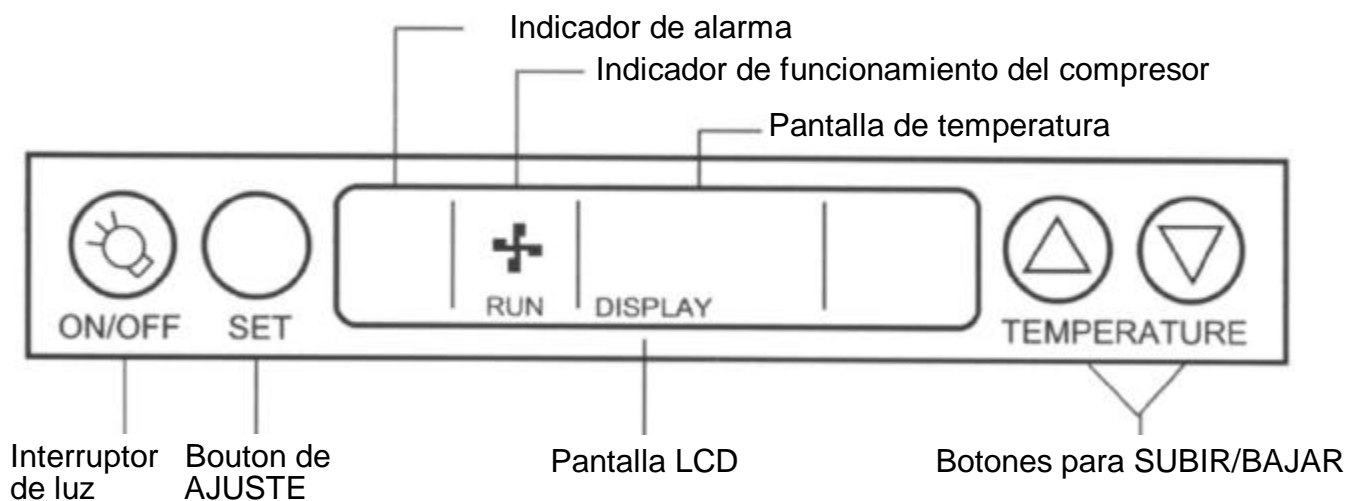 Indicador de alarma
Indicador de funcionamiento del compresor
Pantalla de temperatura
RUN
DISPLAY
ON/OFF
SET
TEMPERATURE
Interruptor
de luz
Bouton de
AJUSTE
Pantalla LCD
Botones para SUBIR/BAJAR